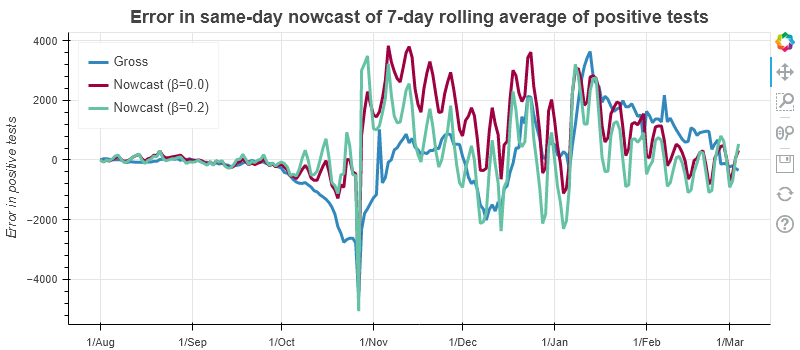 Error in same-day nowcast of 7-day rolling average of positive tests
Error in positive tests
4000
2000
0
−2000
−4000
Gross
Nowcast (β=0.0)
Nowcast (β=0.2)
1/Aug
1/Sep
1/Oct
1/Nov
1/Dec
1/Jan
1/Feb
1/Mar